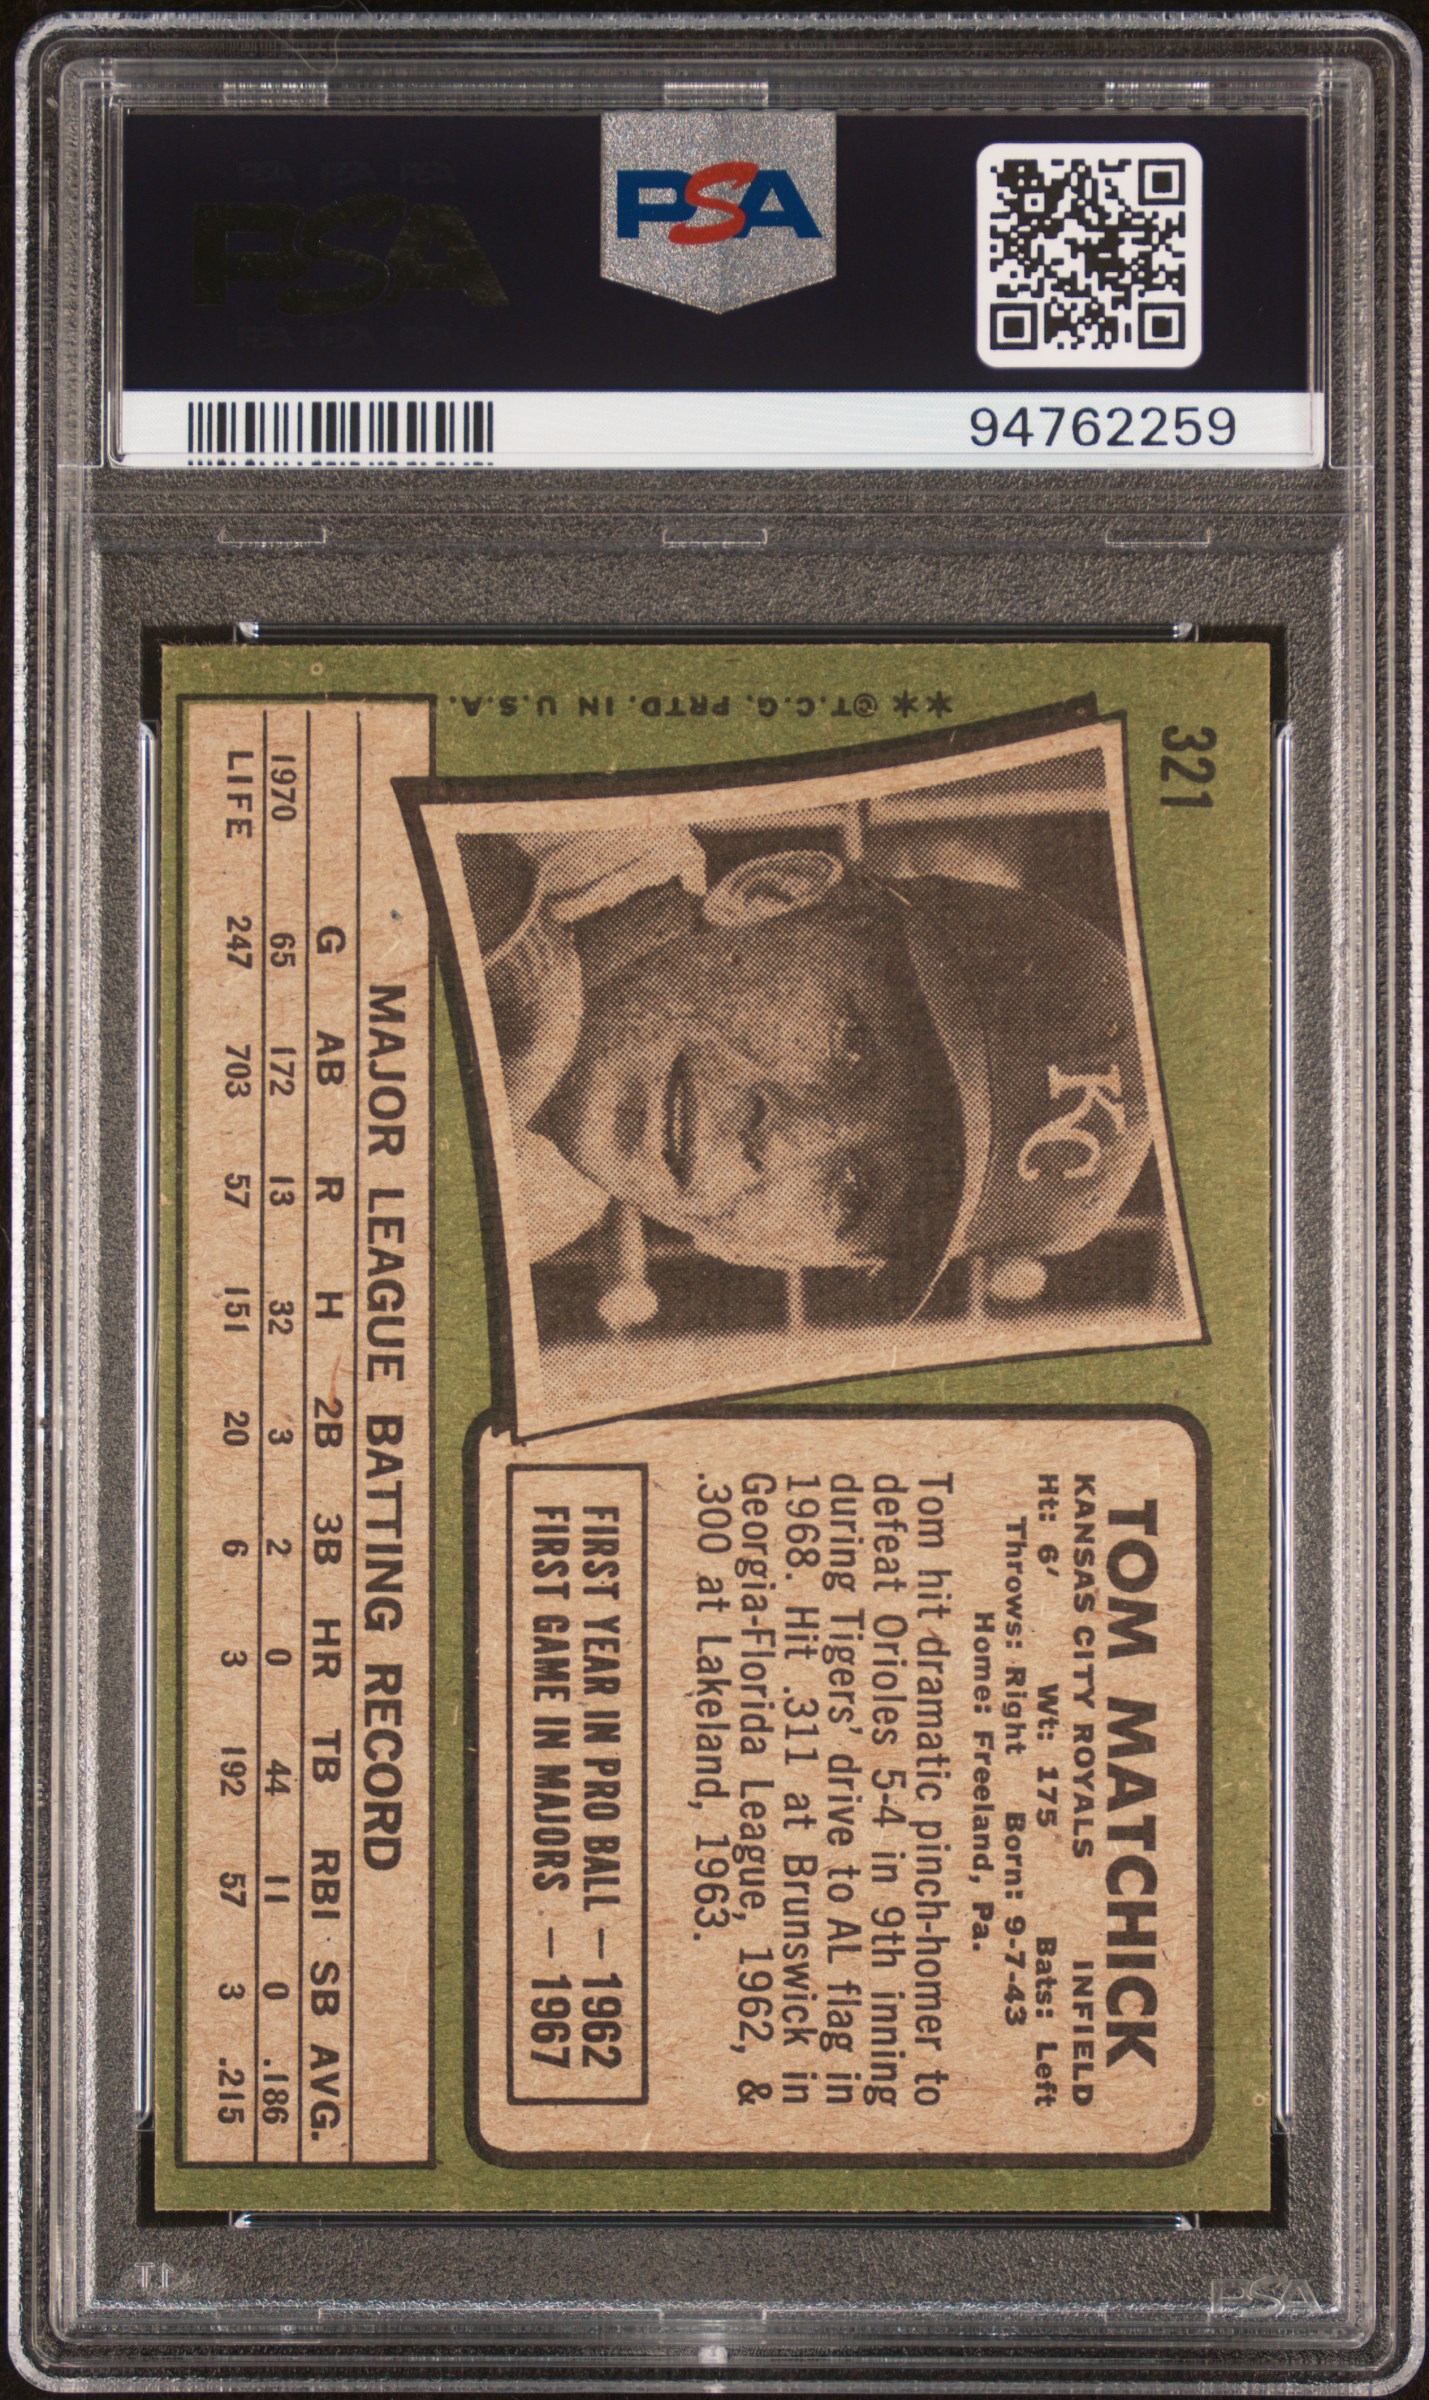 PSA
PSA
94762259
321
** ©T.C.G. PRTD. IN U.S.A.
KC
TOM MATCHICK
KANSAS CITY ROYALS INFIELD
Ht: 6' Wt: 175 Bats: Left
Throws: Right Born: 9-7-43
Home: Freeland, Pa.
Tom hit dramatic pinch-homer to
defeat Orioles 5-4 in 9th inning
during Tigers' drive to AL flag in
1968. Hit .311 at Brunswick in
Georgia-Florida League, 1962, &
.300 at Lakeland, 1963.
FIRST YEAR IN PRO BALL — 1962
FIRST GAME IN MAJORS — 1967
MAJOR LEAGUE BATTING RECORD
G AB R H 2B 3B HR TB RBI SB AVG.
1970 65 172 13 32 3 2 0 44 11 0 .186
LIFE 247 703 57 151 20 6 3 192 57 3 .215
PSA